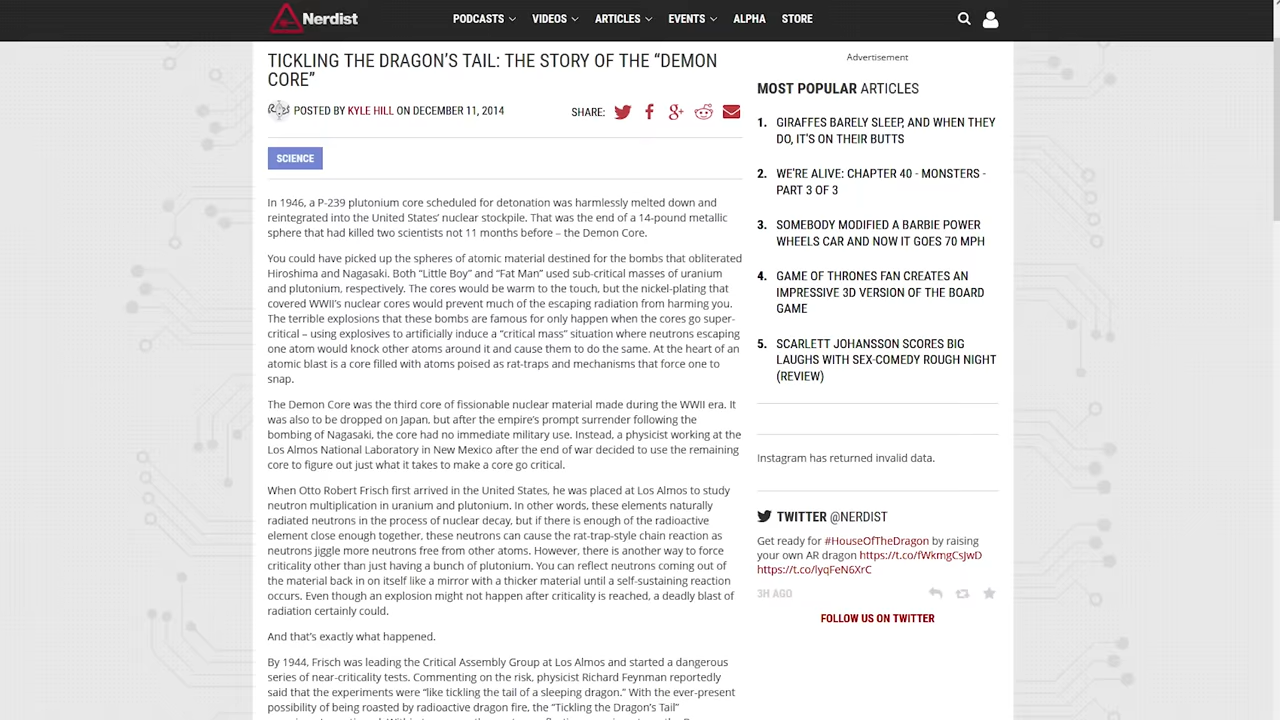 Nerdist
PODCASTS VIDEOS ARTICLES EVENTS ALPHA STORE
TICKLING THE DRAGON'S TAIL: THE STORY OF THE “DEMON
CORE”
POSTED BY KYLE HILL ON DECEMBER 11, 2014
SHARE:
SCIENCE
In 1946, a P-239 plutonium core scheduled for detonation was harmlessly melted down and
reintegrated into the United States’ nuclear stockpile. That was the end of a 14-pound metallic
sphere that had killed two scientists not 11 months before – the Demon Core.
You could have picked up the spheres of atomic material destined for the bombs that obliterated
Hiroshima and Nagasaki. Both “Little Boy” and “Fat Man” used sub-critical masses of uranium
and plutonium, respectively. The cores would be warm to the touch, but the nickel-plating that
covered WWII’s nuclear cores would prevent much of the escaping radiation from harming you.
The terrible explosions that these bombs are famous for only happen when the cores go super-
critical – using explosives to artificially induce a “critical mass” situation where neutrons escaping
one atom would knock other atoms around it and cause them to do the same. At the heart of an
atomic blast is a core filled with atoms poised as rat-traps and mechanisms that force one to
snap.
The Demon Core was the third core of fissionable nuclear material made during the WWII era. It
was also to be dropped on Japan, but after the empire’s prompt surrender following the
bombing of Nagasaki, the core had no immediate military use. Instead, a physicist working at the
Los Almos National Laboratory in New Mexico after the end of war decided to use the remaining
core to figure out just what it takes to make a core go critical.
When Otto Robert Frisch first arrived in the United States, he was placed at Los Almos to study
neutron multiplication in uranium and plutonium. In other words, these elements naturally
radiated neutrons in the process of nuclear decay, but if there is enough of the radioactive
element close enough together, these neutrons can cause the rat-trap-style chain reaction as
neutrons jiggle more neutrons free from other atoms. However, there is another way to force
criticality other than just having a bunch of plutonium. You can reflect neutrons coming out of
the material back in on itself like a mirror with a thicker material until a self-sustaining reaction
occurs. Even though an explosion might not happen after criticality is reached, a deadly blast of
radiation certainly could.
And that’s exactly what happened.
By 1944, Frisch was leading the Critical Assembly Group at Los Almos and started a dangerous
series of near-criticality tests. Commenting on the risk, physicist Richard Feynman reportedly
said that the experiments were “like tickling the tail of a sleeping dragon.” With the ever-present
possibility of being roasted by radioactive dragon fire, the “Tickling the Dragon’s Tail”
Advertisement
MOST POPULAR ARTICLES
1. GIRAFFES BARELY SLEEP, AND WHEN THEY
DO, IT'S ON THEIR BUTTS
2. WE'RE ALIVE: CHAPTER 40 - MONSTERS -
PART 3 OF 3
3. SOMEBODY MODIFIED A BARBIE POWER
WHEELS CAR AND NOW IT GOES 70 MPH
4. GAME OF THRONES FAN CREATES AN
IMPRESSIVE 3D VERSION OF THE BOARD
GAME
5. SCARLETT JOHANSSON SCORES BIG
LAUGHS WITH SEX-COMEDY ROUGH NIGHT
(REVIEW)
Instagram has returned invalid data.
TWITTER @NERDIST
Get ready for #HouseOfTheDragon by raising
your own AR dragon https://t.co/fWkmgCsJwD
https://t.co/lyqFeN6XrC
3H AGO
FOLLOW US ON TWITTER